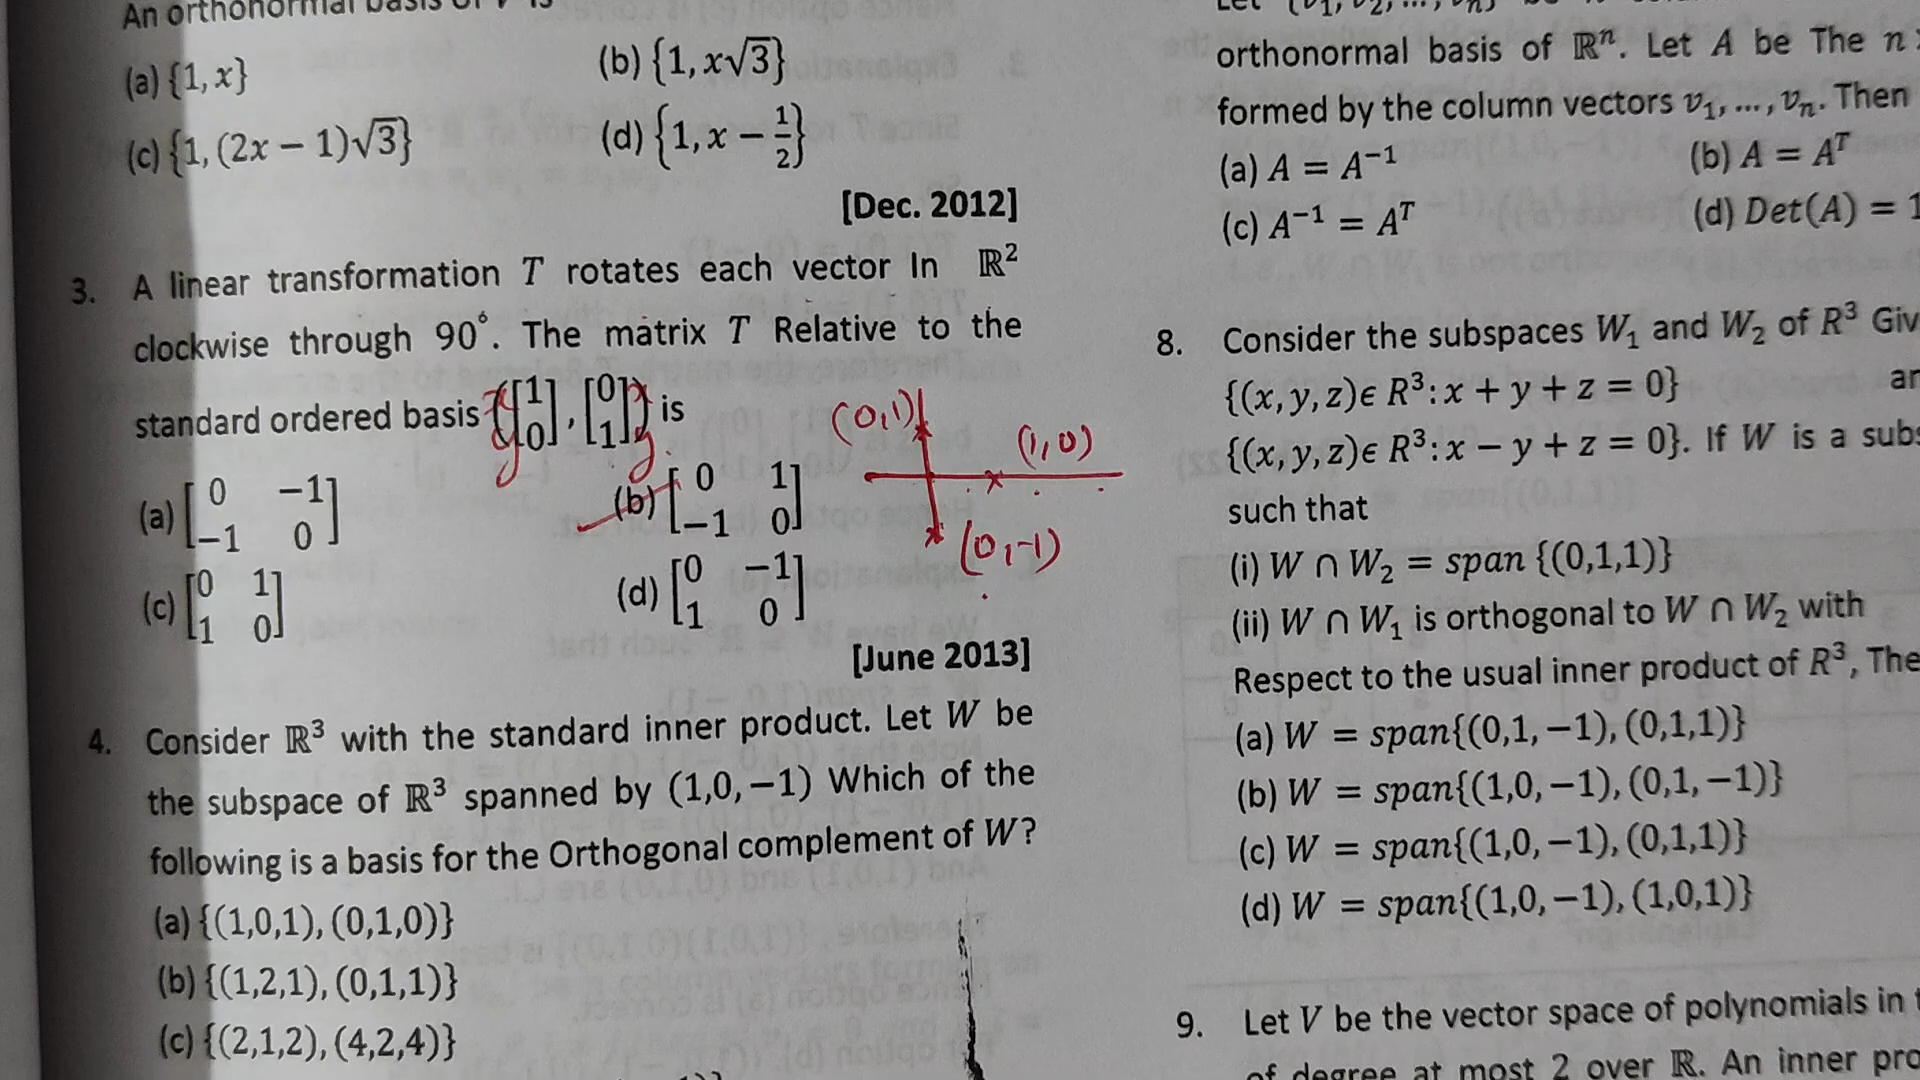 An orthonormal basis of V is
(a) {1, x}
(b) {1, x√3}
(c) {1, (2x − 1)√3}
(d) {1, x − 1/2}
[Dec. 2012]
3. A linear transformation T rotates each vector In ℝ²
clockwise through 90°. The matrix T Relative to the
standard ordered basis {[1 0], [0 1]} is
(a) [0 −1
−1 0]
(b) [0 1
−1 0]
(c) [0 1
1 0]
(d) [0 −1
1 0]
[June 2013]
(0,1)
(1,0)
(0,-1)
4. Consider ℝ³ with the standard inner product. Let W be
the subspace of ℝ³ spanned by (1,0,−1) Which of the
following is a basis for the Orthogonal complement of W?
(a) {(1,0,1), (0,1,0)}
(b) {(1,2,1), (0,1,1)}
(c) {(2,1,2), (4,2,4)}
orthonormal basis of ℝⁿ. Let A be The n
formed by the column vectors v₁, ..., vₙ. Then
(a) A = A⁻¹
(b) A = Aᵀ
(c) A⁻¹ = Aᵀ
(d) Det(A) = 1
8. Consider the subspaces W₁ and W₂ of R³ Giv
{(x, y, z)ϵ R³: x + y + z = 0} ar
{(x, y, z)ϵ R³: x − y + z = 0}. If W is a subs
such that
(i) W ∩ W₂ = span {(0,1,1)}
(ii) W ∩ W₁ is orthogonal to W ∩ W₂ with
Respect to the usual inner product of R³, The
(a) W = span{(0,1,−1), (0,1,1)}
(b) W = span{(1,0,−1), (0,1,−1)}
(c) W = span{(1,0,−1), (0,1,1)}
(d) W = span{(1,0,−1), (1,0,1)}
9. Let V be the vector space of polynomials in t
of degree at most 2 over ℝ. An inner pro